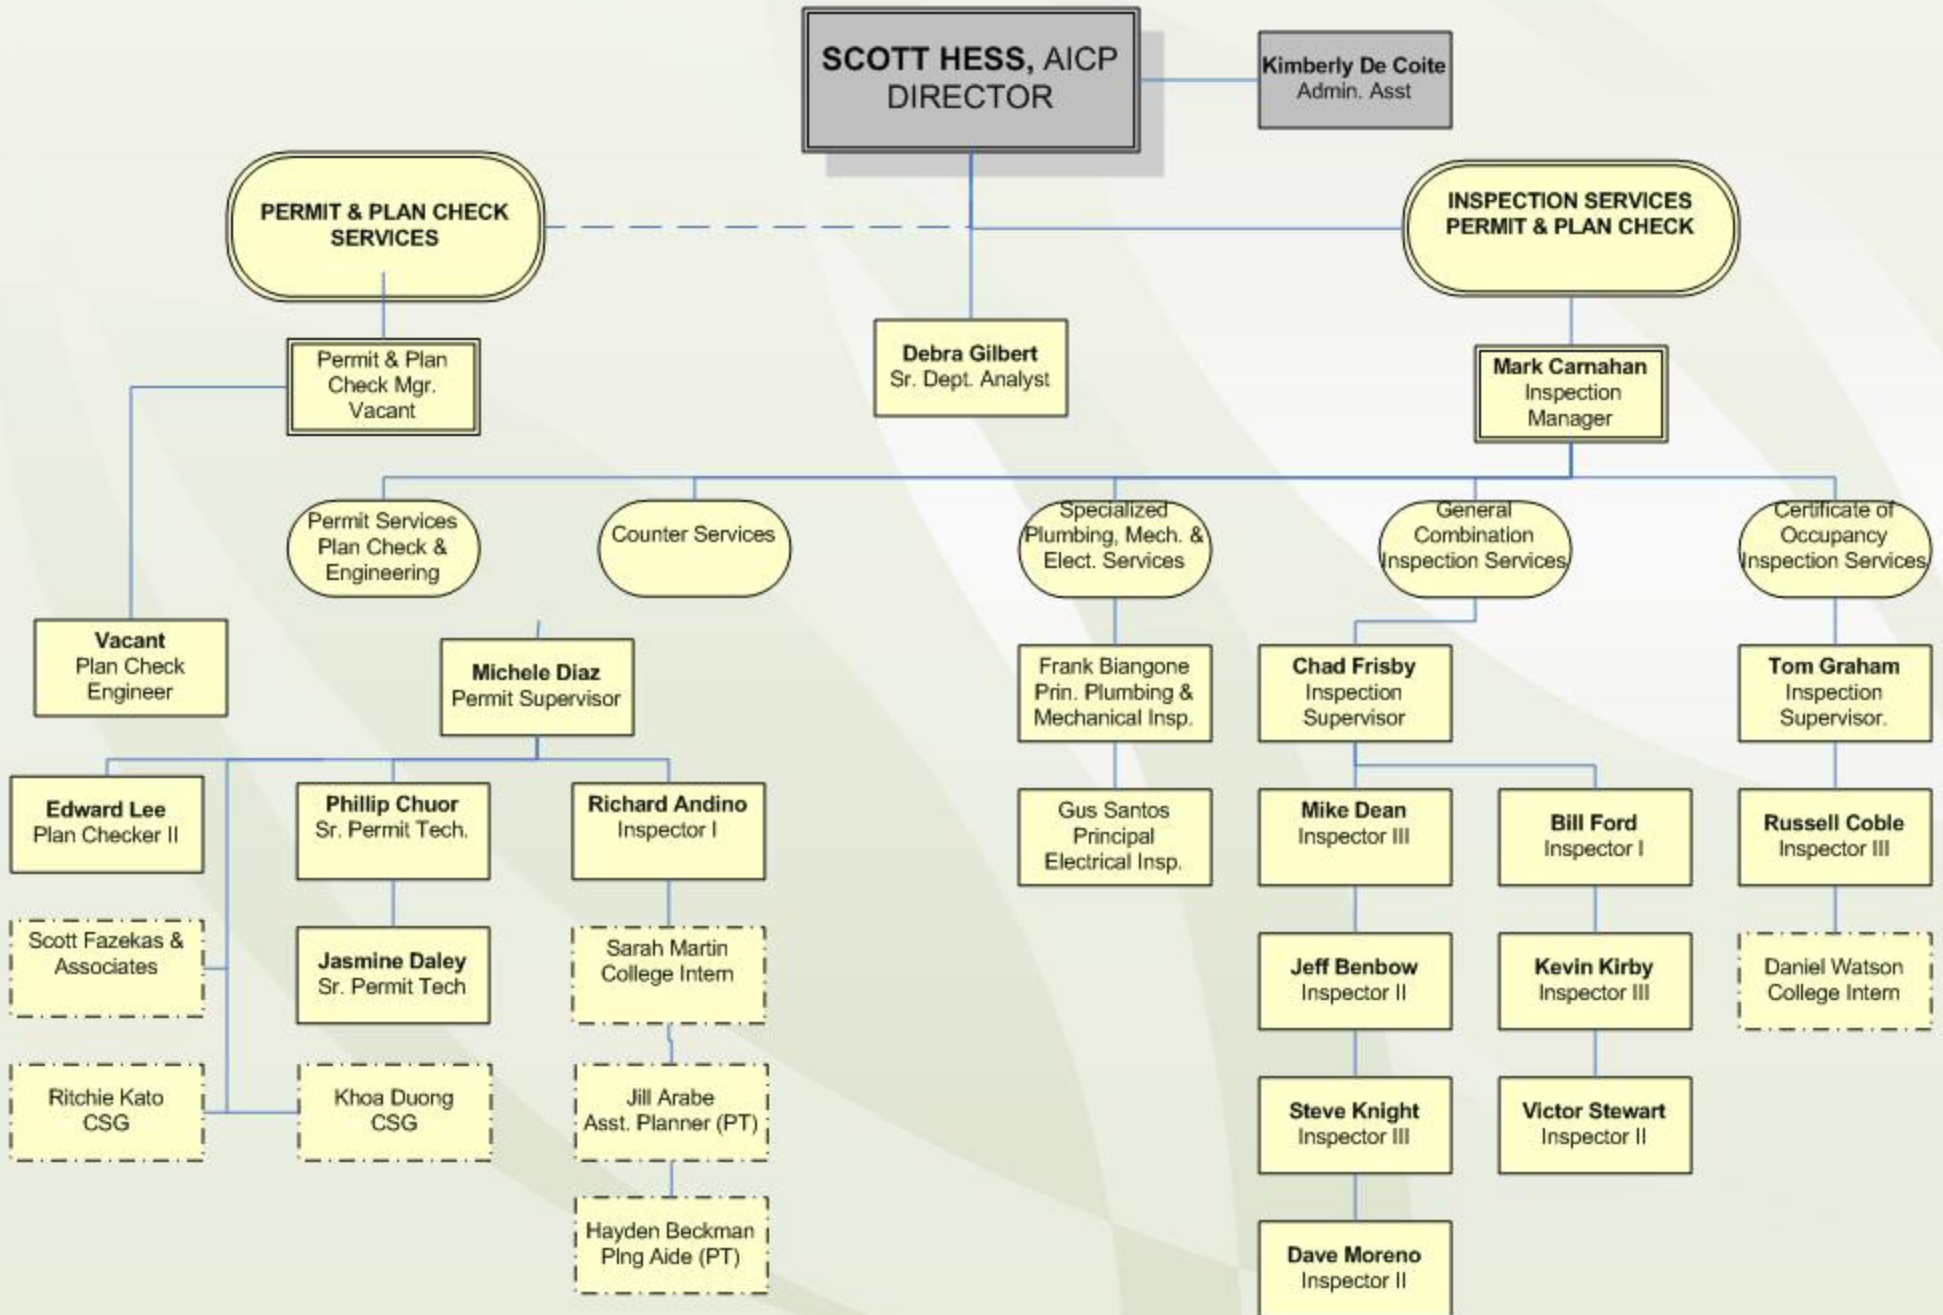 SCOTT HESS, AICP
DIRECTOR
Kimberly De Coite
Admin. Asst
PERMIT & PLAN CHECK
SERVICES
INSPECTION SERVICES
PERMIT & PLAN CHECK
Permit & Plan
Check Mgr.
Vacant
Debra Gilbert
Sr. Dept. Analyst
Mark Carnahan
Inspection
Manager
Permit Services
Plan Check &
Engineering
Counter Services
Specialized
Plumbing, Mech. &
Elect. Services
General
Combination
Inspection Services
Certificate of
Occupancy
Inspection Services
Vacant
Plan Check
Engineer
Michele Diaz
Permit Supervisor
Frank Biangone
Prin. Plumbing &
Mechanical Insp.
Chad Frisby
Inspection
Supervisor
Tom Graham
Inspection
Supervisor.
Edward Lee
Plan Checker II
Phillip Chuor
Sr. Permit Tech.
Richard Andino
Inspector I
Gus Santos
Principal
Electrical Insp.
Mike Dean
Inspector III
Bill Ford
Inspector I
Russell Coble
Inspector III
Scott Fazekas &
Associates
Jasmine Daley
Sr. Permit Tech
Sarah Martin
College Intern
Jeff Benbow
Inspector II
Kevin Kirby
Inspector III
Daniel Watson
College Intern
Ritchie Kato
CSG
Khoa Duong
CSG
Jill Arabe
Asst. Planner (PT)
Steve Knight
Inspector III
Victor Stewart
Inspector II
Hayden Beckman
Plng Aide (PT)
Dave Moreno
Inspector II